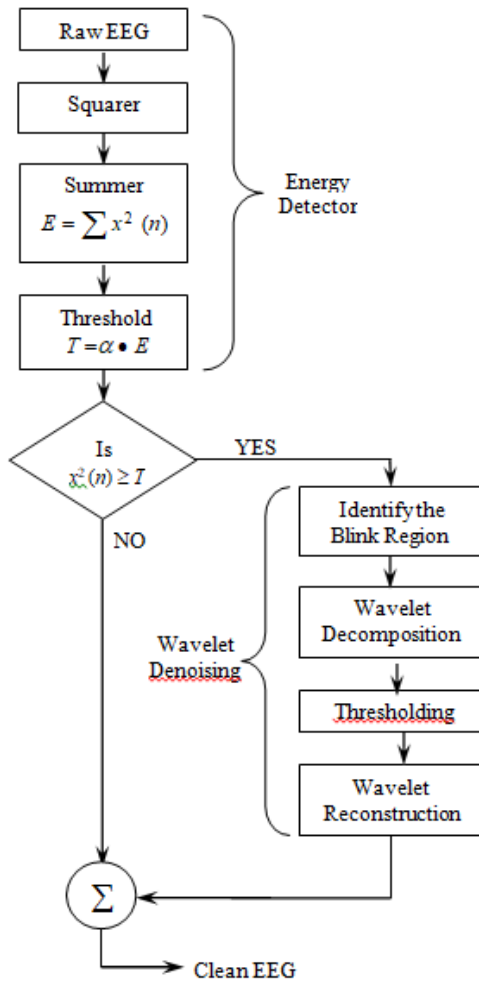 Raw EEG
Squarer
Summer
E = ∑ x² (n)
Energy
Detector
Threshold
T = α • E
Is
x²(n) ≥ T
YES
NO
Identify the
Blink Region
Wavelet
Decomposition
Wavelet
Denoising
Thresholding
Wavelet
Reconstruction
Σ
Clean EEG